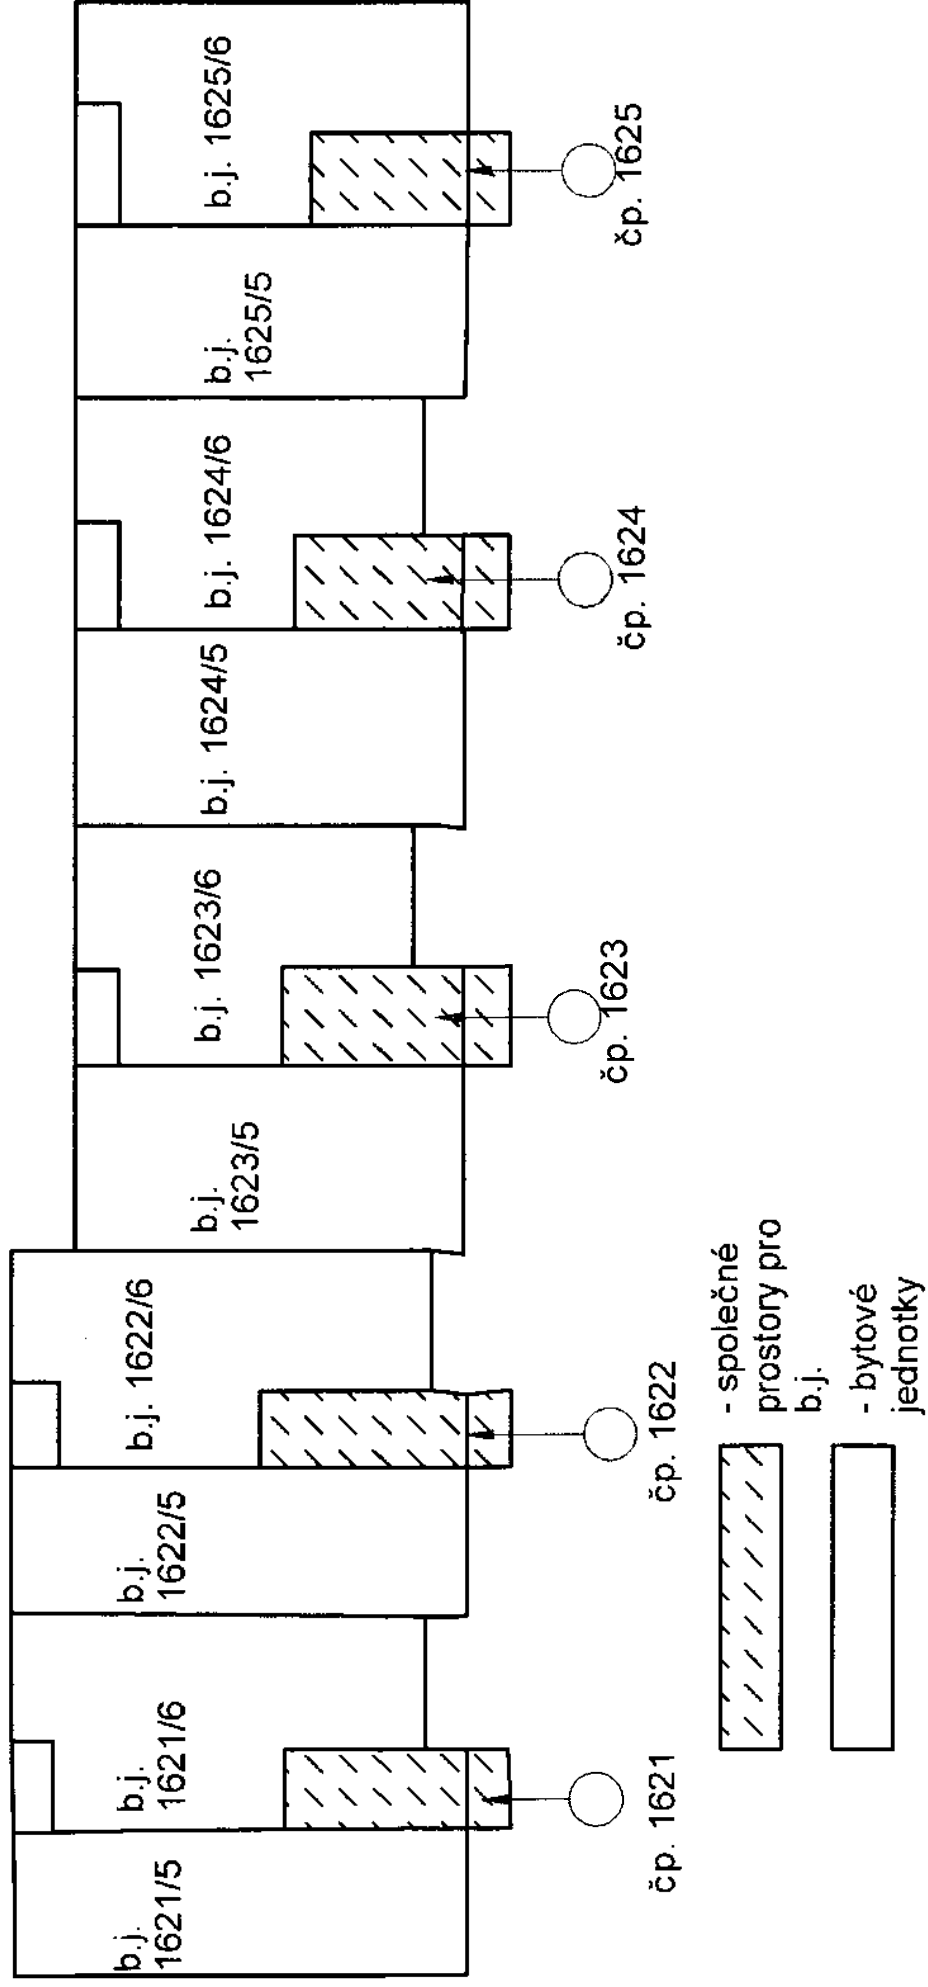 b.j.
1621/5
b.j.
1621/6
b.j.
1622/5
b.j. 1622/6
b.j.
1623/5
b.j. 1623/6
b.j. 1624/5
b.j. 1624/6
b.j.
1625/5
b.j. 1625/6
čp. 1621
čp. 1622
čp. 1623
čp. 1624
čp. 1625
- společné
prostory pro
b.j.
- bytové
jednotky